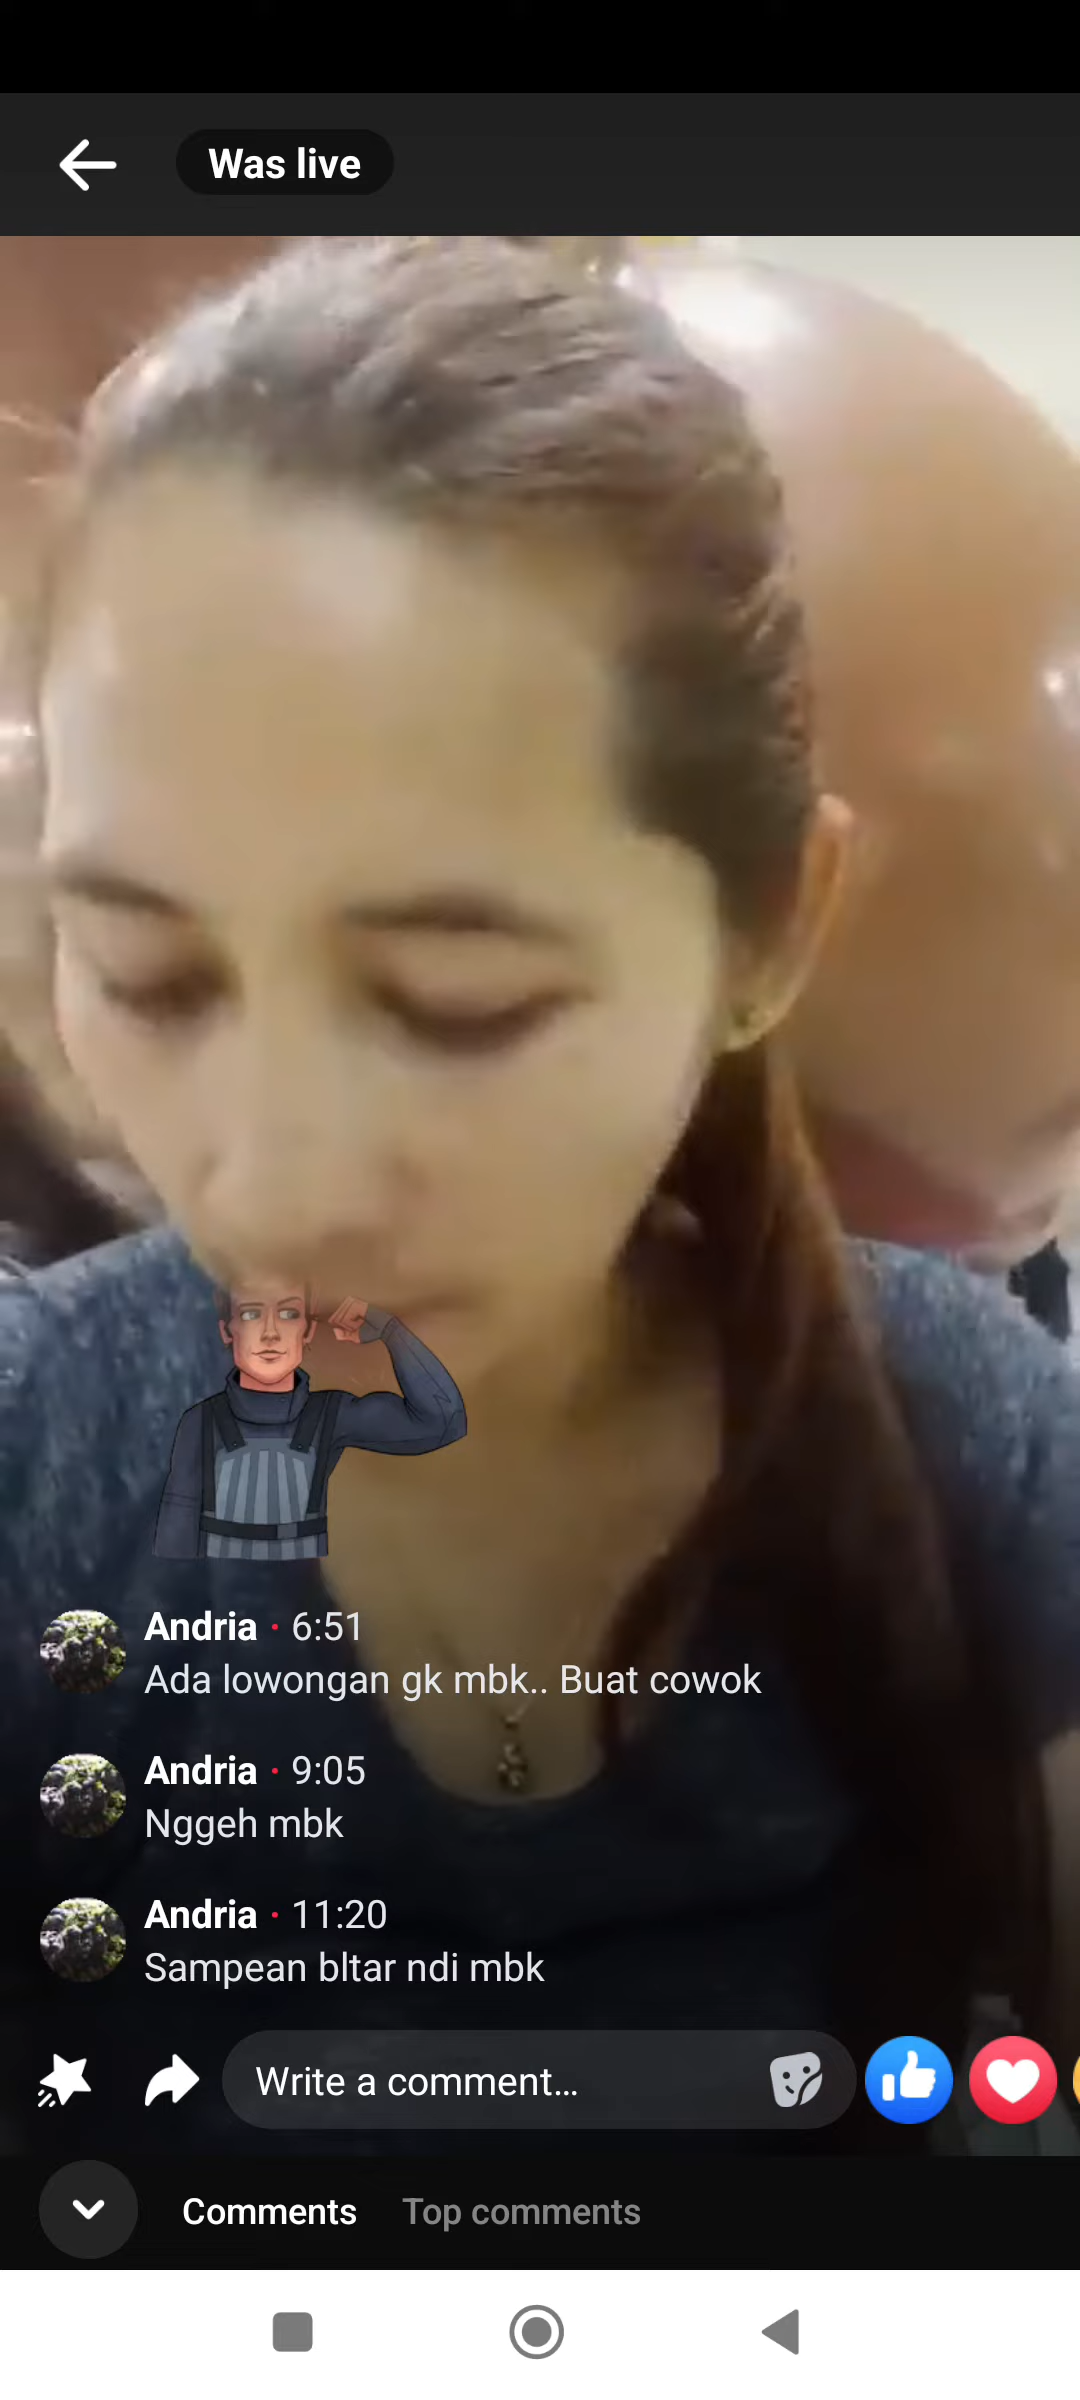 Was live
Andria · 6:51
Ada lowongan gk mbk.. Buat cowok
Andria · 9:05
Nggeh mbk
Andria · 11:20
Sampean bltar ndi mbk
Write a comment...
Comments Top comments